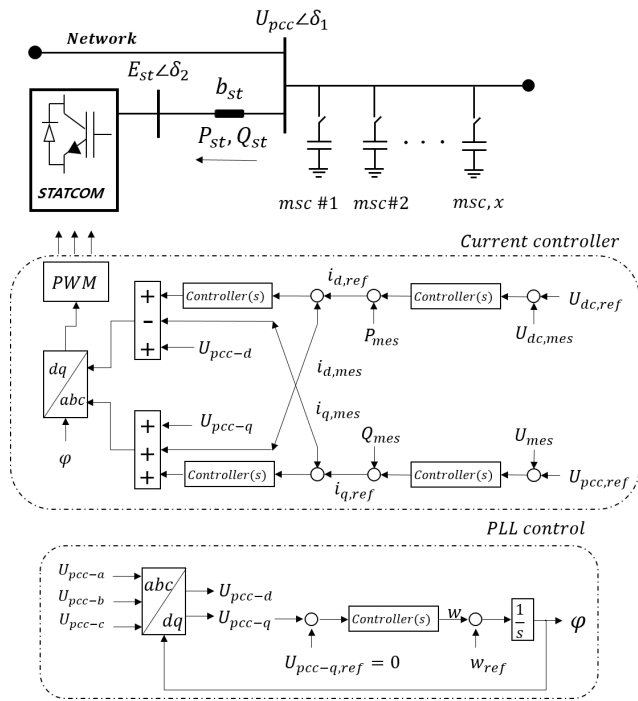 U_pcc∠δ_1
Network
E_st∠δ_2
b_st
P_st, Q_st
STATCOM
msc #1
msc#2
. . .
msc, x
Current controller
PWM
+
Controller(s)
i_d,ref
Controller(s)
U_dc,ref
-
P_mes
U_dc,mes
+
U_pcc-d
i_d,mes
dq
abc
i_q,mes
+
U_pcc-q
Q_mes
U_mes
φ
+
+
Controller(s)
i_q,ref
Controller(s)
U_pcc,ref
PLL control
U_pcc-a
abc
U_pcc-d
U_pcc-b
U_pcc-c
dq
U_pcc-q
Controller(s)
w
1/s
φ
U_pcc-q,ref = 0
w_ref